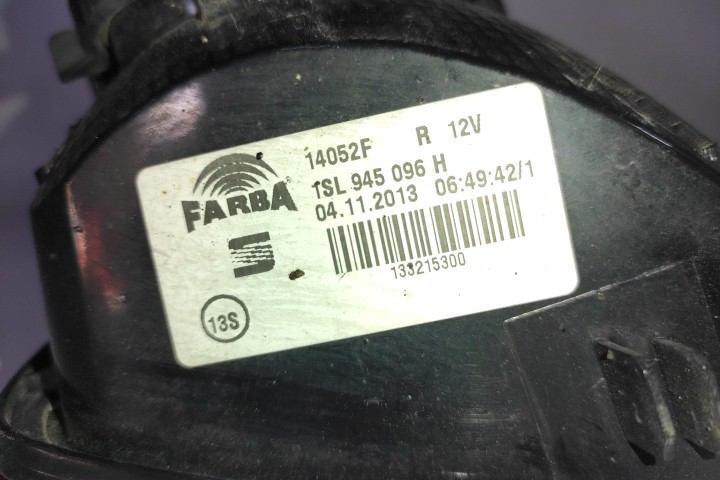 14052F R 12V
1SL 945 096 H
04.11.2013 06:49:42/1
FARBA
133215300
13S